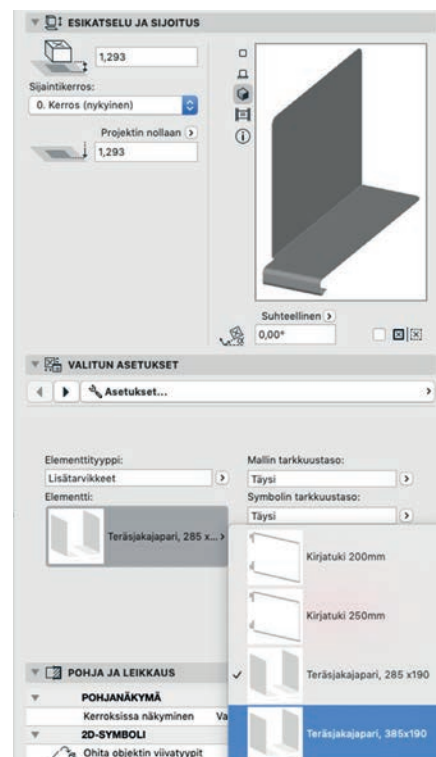 ESIKATSELU JA SIJOITUS
1,293
Sijaintikerros:
0. Kerros (nykyinen)
Projektin nollaan
1,293
Suhteellinen
0,00°
VALITUN ASETUKSET
Asetukset...
Elementtityyppi:
Lisätarvikkeet
Elementti:
Teräsjakajapari, 285 x...
Mallin tarkkuustaso:
Täysi
Symbolin tarkkuustaso:
Täysi
Kirjatuki 200mm
Kirjatuki 250mm
Teräsjakajapari, 285 x190
Teräsjakajapari, 385x190
POHJA JA LEIKKAUS
POHJANÄKYMÄ
Kerroksissa näkyminen Va
2D-SYMBOLI
Ohita objektin viivatyypit